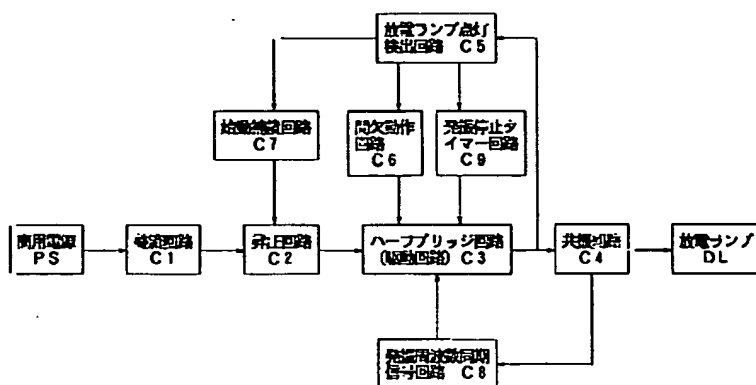 放電ランプ点灯
検出回路 C5
始動補償回路
C7
間欠動作
回路
C6
発振停止タ
イマー回路
C9
商用電源
PS
整流回路
C1
昇圧回路
C2
ハーフブリッジ回路
(駆動回路) C3
共振回路
C4
放電ランプ
DL
発振周波数同期
信号回路 C8